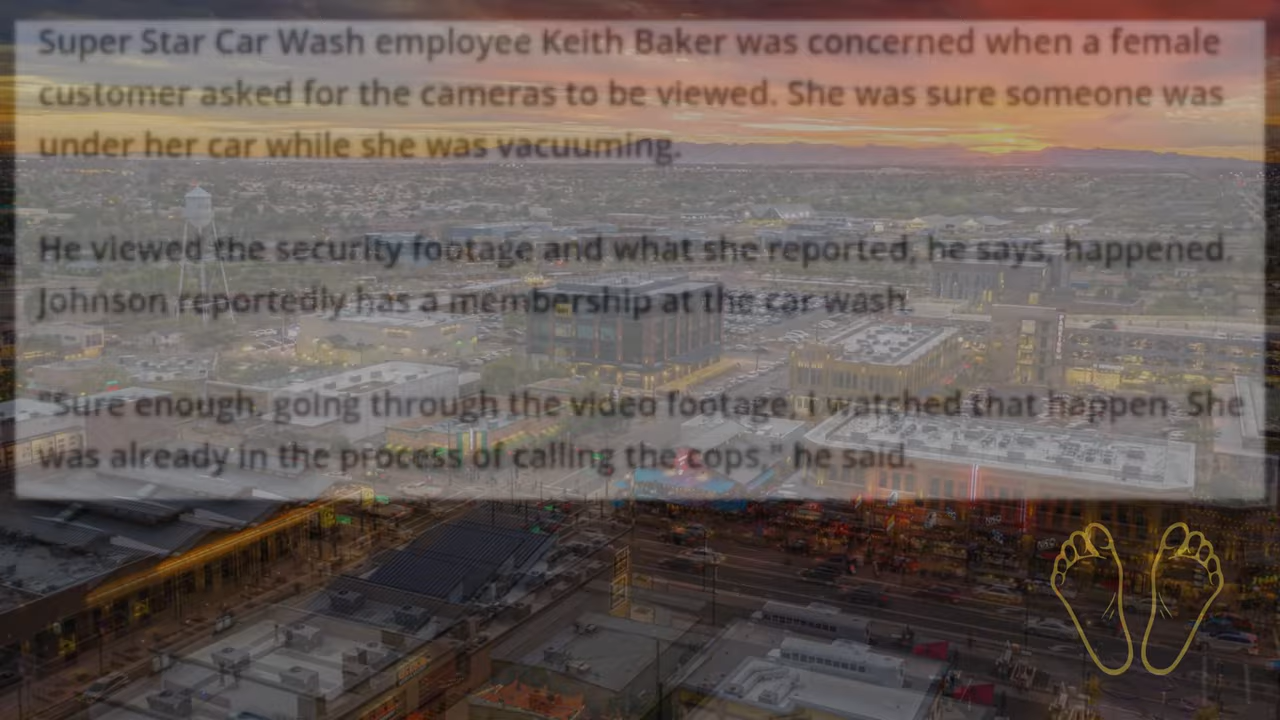 Super Star Car Wash employee Keith Baker was concerned when a female
customer asked for the cameras to be viewed. She was sure someone was
under her car while she was vacuuming.
He viewed the security footage and what she reported, he says, happened.
Johnson reportedly has a membership at the car wash.
"Sure enough, going through the video footage, I watched that happen. She
was already in the process of calling the cops," he said.